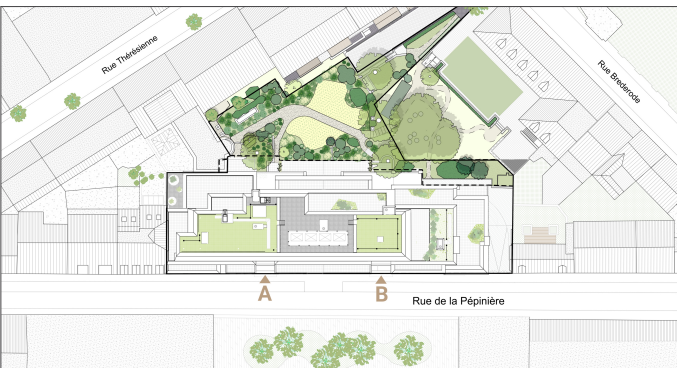 Rue Thérésienne
Rue Brederode
A
B
Rue de la Pépinière